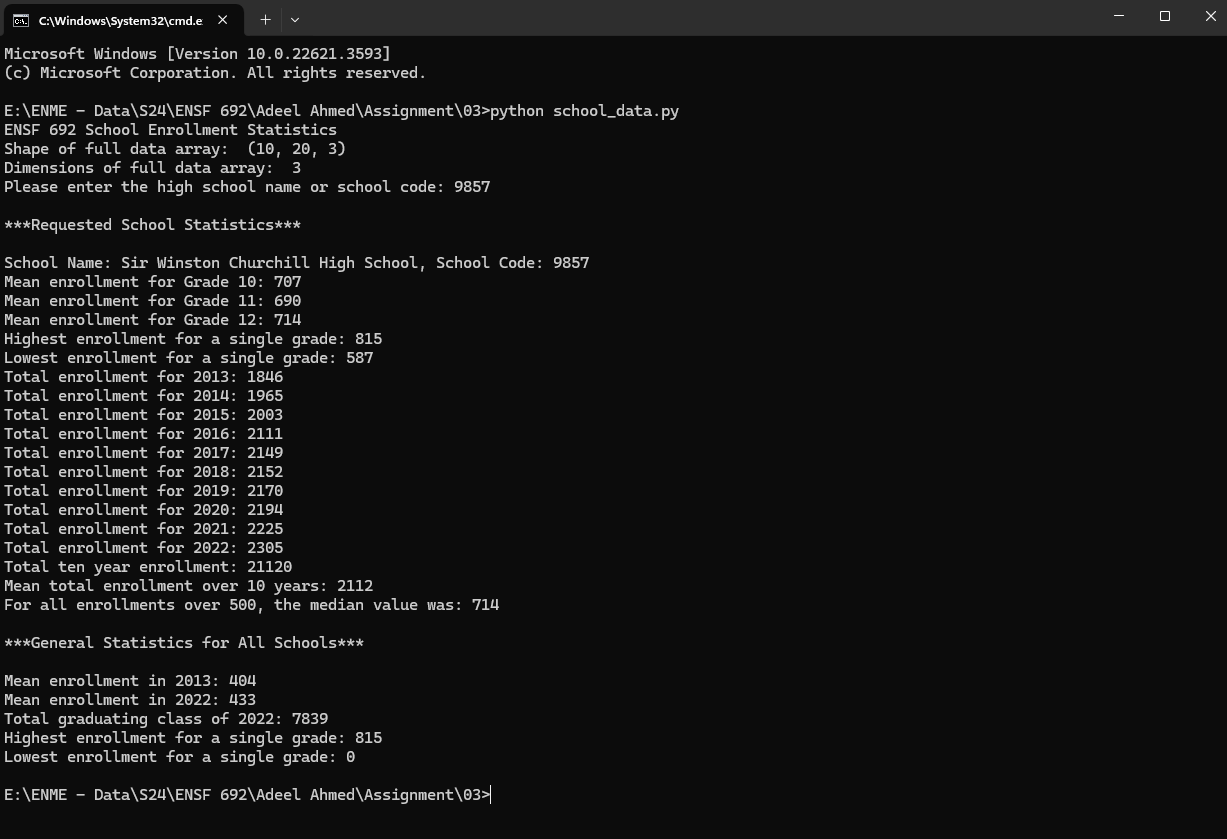 C:\Windows\System32\cmd.e
Microsoft Windows [Version 10.0.22621.3593]
(c) Microsoft Corporation. All rights reserved.
E:\ENME - Data\S24\ENSF 692\Adeel Ahmed\Assignment\03>python school_data.py
ENSF 692 School Enrollment Statistics
Shape of full data array:  (10, 20, 3)
Dimensions of full data array:  3
Please enter the high school name or school code: 9857
***Requested School Statistics***
School Name: Sir Winston Churchill High School, School Code: 9857
Mean enrollment for Grade 10: 707
Mean enrollment for Grade 11: 690
Mean enrollment for Grade 12: 714
Highest enrollment for a single grade: 815
Lowest enrollment for a single grade: 587
Total enrollment for 2013: 1846
Total enrollment for 2014: 1965
Total enrollment for 2015: 2003
Total enrollment for 2016: 2111
Total enrollment for 2017: 2149
Total enrollment for 2018: 2152
Total enrollment for 2019: 2170
Total enrollment for 2020: 2194
Total enrollment for 2021: 2225
Total enrollment for 2022: 2305
Total ten year enrollment: 21120
Mean total enrollment over 10 years: 2112
For all enrollments over 500, the median value was: 714
***General Statistics for All Schools***
Mean enrollment in 2013: 404
Mean enrollment in 2022: 433
Total graduating class of 2022: 7839
Highest enrollment for a single grade: 815
Lowest enrollment for a single grade: 0
E:\ENME - Data\S24\ENSF 692\Adeel Ahmed\Assignment\03>